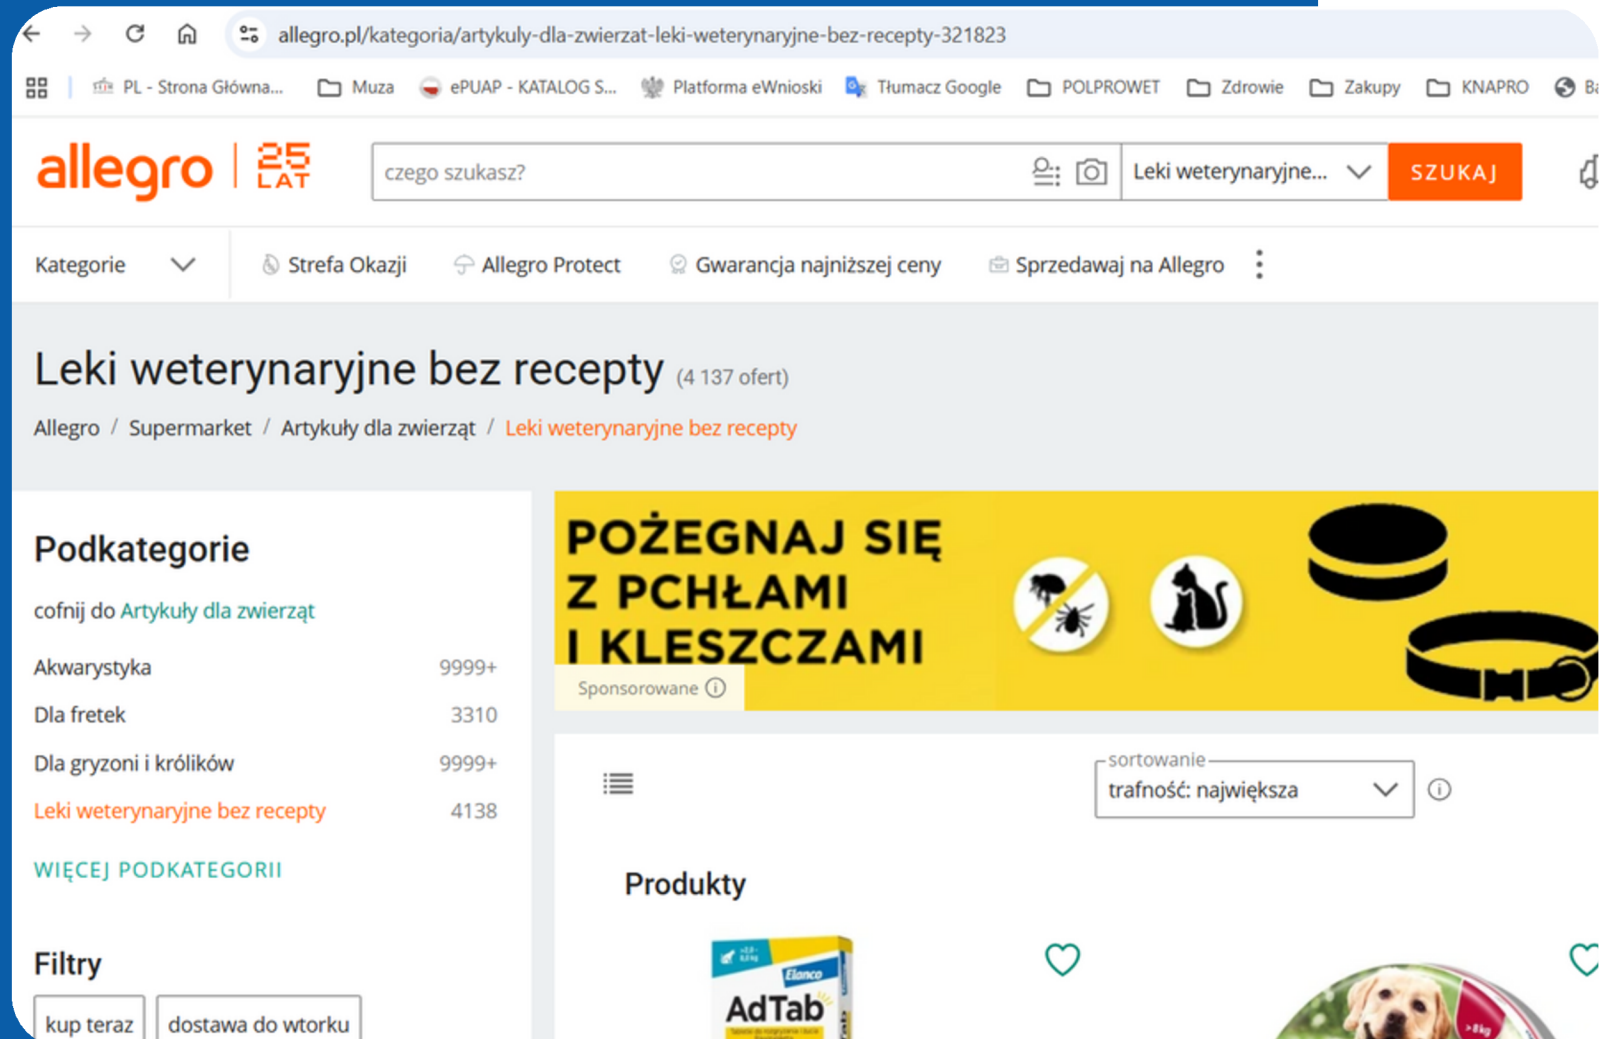 allegro.pl/kategoria/artykuly-dla-zwierzat-leki-weterynaryjne-bez-recepty-321823
PL - Strona Główna... Muza ePUAP - KATALOG S... Platforma eWnioski Tłumacz Google POLPROWET Zdrowie Zakupy KNAPRO
allegro 25 LAT czego szukasz? Leki weterynaryjne... SZUKAJ
Kategorie Strefa Okazji Allegro Protect Gwarancja najniższej ceny Sprzedawaj na Allegro
Leki weterynaryjne bez recepty (4 137 ofert)
Allegro / Supermarket / Artykuły dla zwierząt / Leki weterynaryjne bez recepty
Podkategorie
cofnij do Artykuły dla zwierząt
Akwarystyka 9999+
Dla fretek 3310
Dla gryzoni i królików 9999+
Leki weterynaryjne bez recepty 4138
WIĘCEJ PODKATEGORII
Filtry
kup teraz dostawa do wtorku
POŻEGNAJ SIĘ
Z PCHŁAMI
I KLESZCZAMI
Sponsorowane
sortowanie
trafność: największa
Produkty
Elanco
AdTab
>8kg